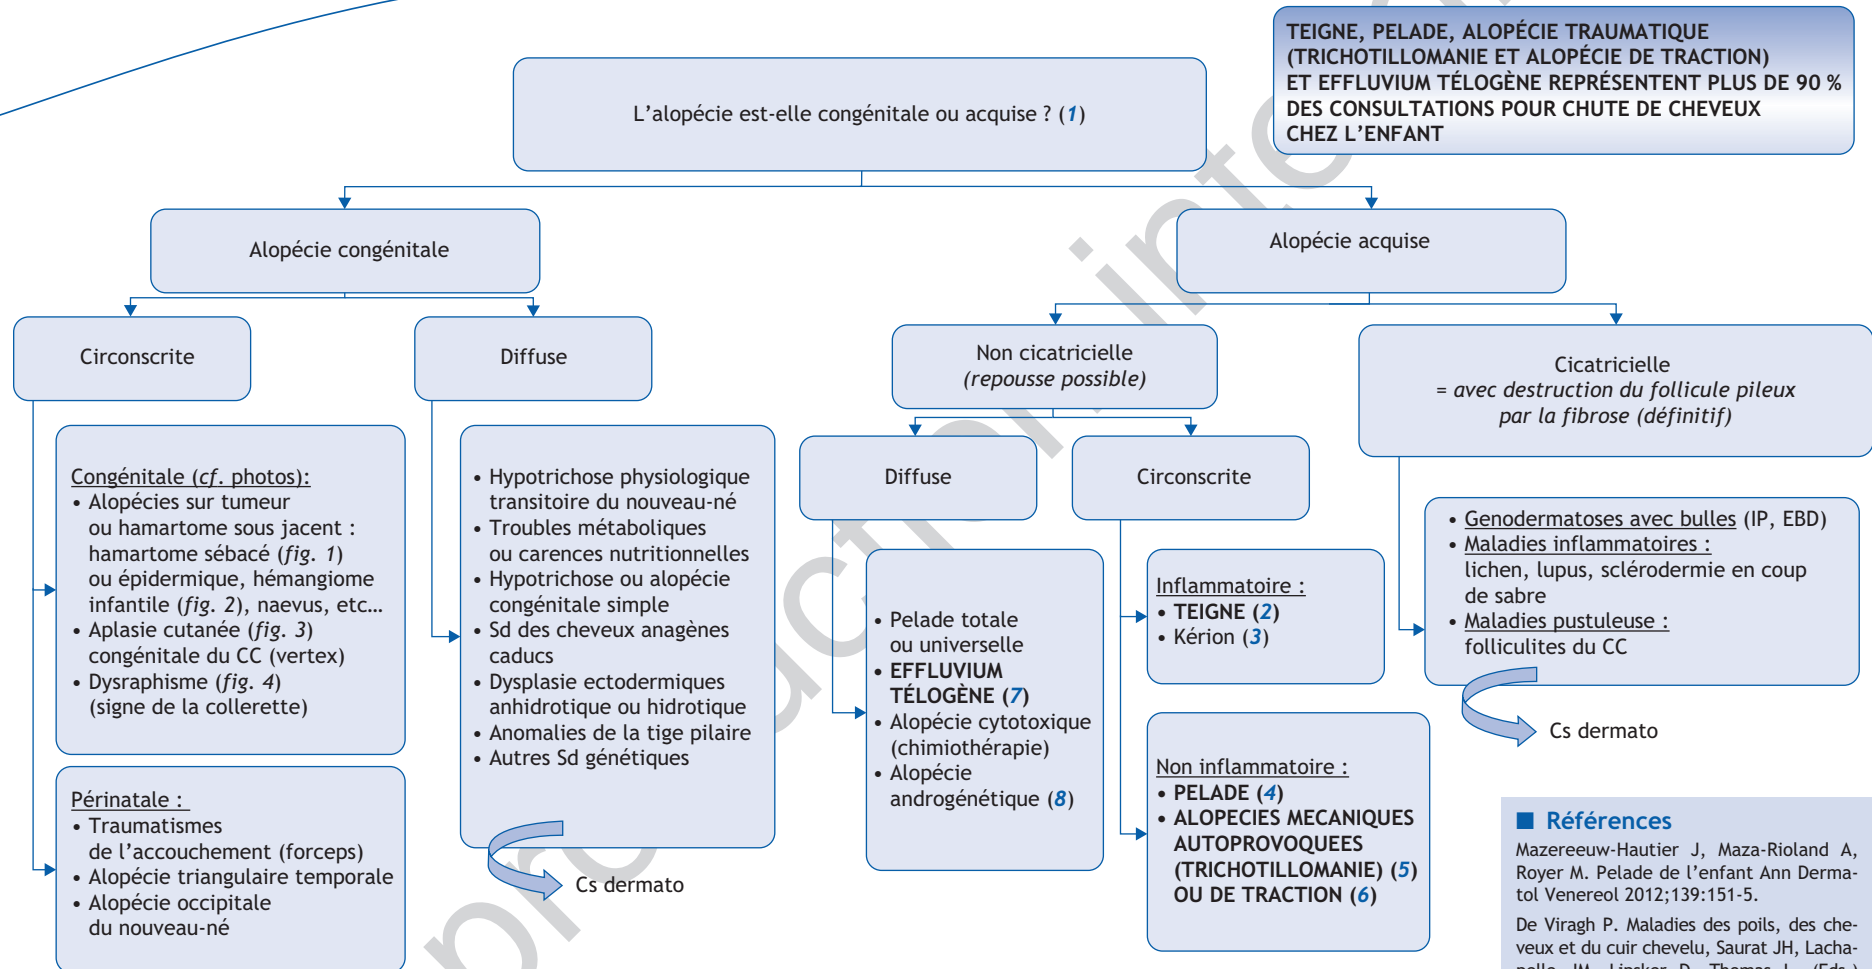 TEIGNE, PELADE, ALOPÉCIE TRAUMATIQUE
(TRICHOTILLOMANIE ET ALOPÉCIE DE TRACTION)
ET EFFLUVIUM TÉLOGÈNE REPRÉSENTENT PLUS DE 90 %
DES CONSULTATIONS POUR CHUTE DE CHEVEUX
CHEZ L'ENFANT
L'alopécie est-elle congénitale ou acquise ? (1)
Alopécie congénitale
Alopécie acquise
Circonscrite
Diffuse
Non cicatricielle
(repousse possible)
Cicatricielle
= avec destruction du follicule pileux
par la fibrose (définitif)
Congénitale (cf. photos):
• Alopécies sur tumeur
ou hamartome sous jacent :
hamartome sébacé (fig. 1)
ou épidermique, hémangiome
infantile (fig. 2), naevus, etc…
• Aplasie cutanée (fig. 3)
congénitale du CC (vertex)
• Dysraphisme (fig. 4)
(signe de la collerette)
Périnatale :
• Traumatismes
de l'accouchement (forceps)
• Alopécie triangulaire temporale
• Alopécie occipitale
du nouveau-né
• Hypotrichose physiologique
transitoire du nouveau-né
• Troubles métaboliques
ou carences nutritionnelles
• Hypotrichose ou alopécie
congénitale simple
• Sd des cheveux anagènes
caducs
• Dysplasie ectodermiques
anhidrotique ou hidrotique
• Anomalies de la tige pilaire
• Autres Sd génétiques
Cs dermato
Diffuse
Circonscrite
• Pelade totale
ou universelle
• EFFLUVIUM
TÉLOGÈNE (7)
• Alopécie cytotoxique
(chimiothérapie)
• Alopécie
androgénétique (8)
Inflammatoire :
• TEIGNE (2)
• Kérion (3)
Non inflammatoire :
• PELADE (4)
• ALOPECIES MECANIQUES
AUTOPROVOQUEES
(TRICHOTILLOMANIE) (5)
OU DE TRACTION (6)
• Genodermatoses avec bulles (IP, EBD)
• Maladies inflammatoires :
lichen, lupus, sclérodermie en coup
de sabre
• Maladies pustuleuse :
folliculites du CC
Cs dermato
■ Références
Mazereeuw-Hautier J, Maza-Rioland A,
Royer M. Pelade de l'enfant Ann Derma-
tol Venereol 2012;139:151-5.
De Viragh P. Maladies des poils, des che-
veux et du cuir chevelu, Saurat JH, Lacha-